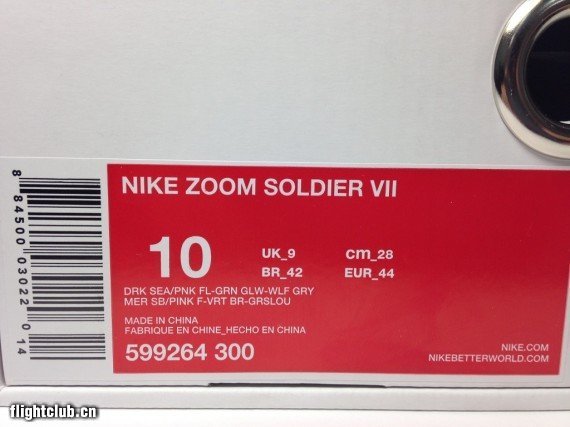 NIKE ZOOM SOLDIER VII
10
UK_9 cm_28
BR_42 EUR_44
DRK SEA/PNK FL-GRN GLW-WLF GRY
MER SB/PINK F-VRT BR-GRSLOU
MADE IN CHINA
FABRIQUE EN CHINE_HECHO EN CHINA
599264 300
NIKE.COM
NIKEBETTERWORLD.COM
8 84500 03022 0 14
flightclub.cn